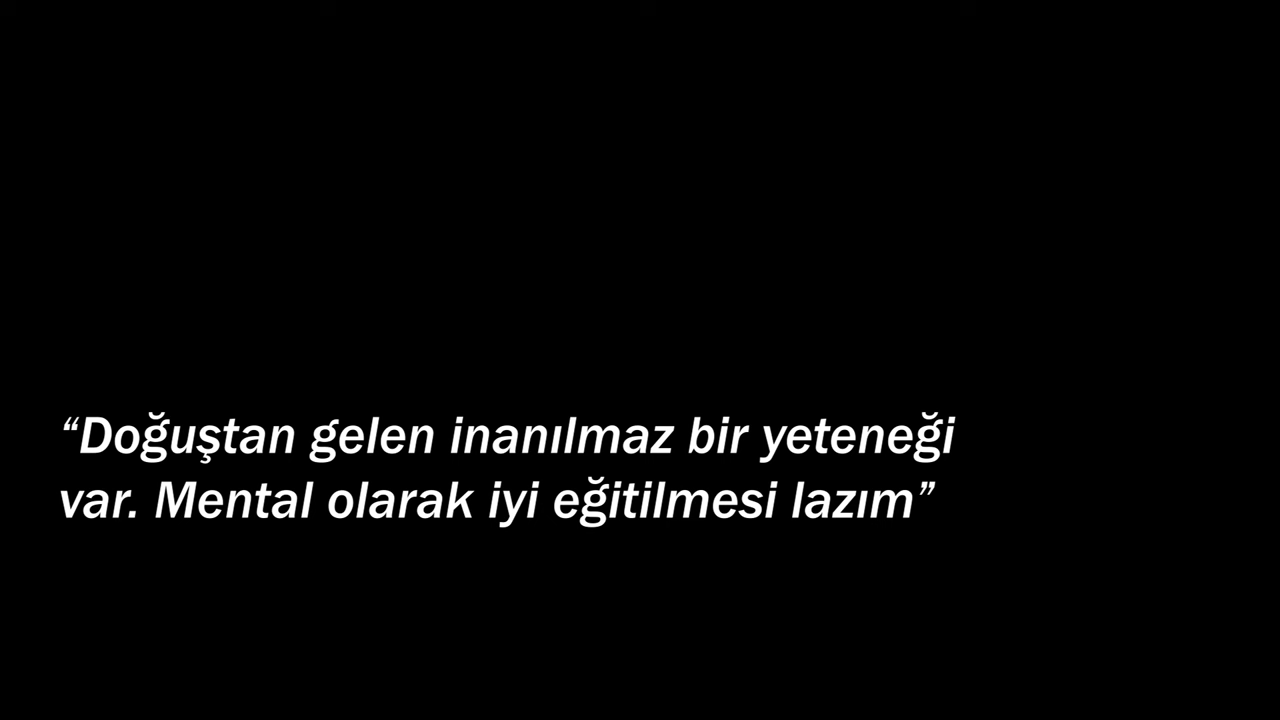 “Doğuştan gelen inanılmaz bir yeteneği
var. Mental olarak iyi eğitilmesi lazım”